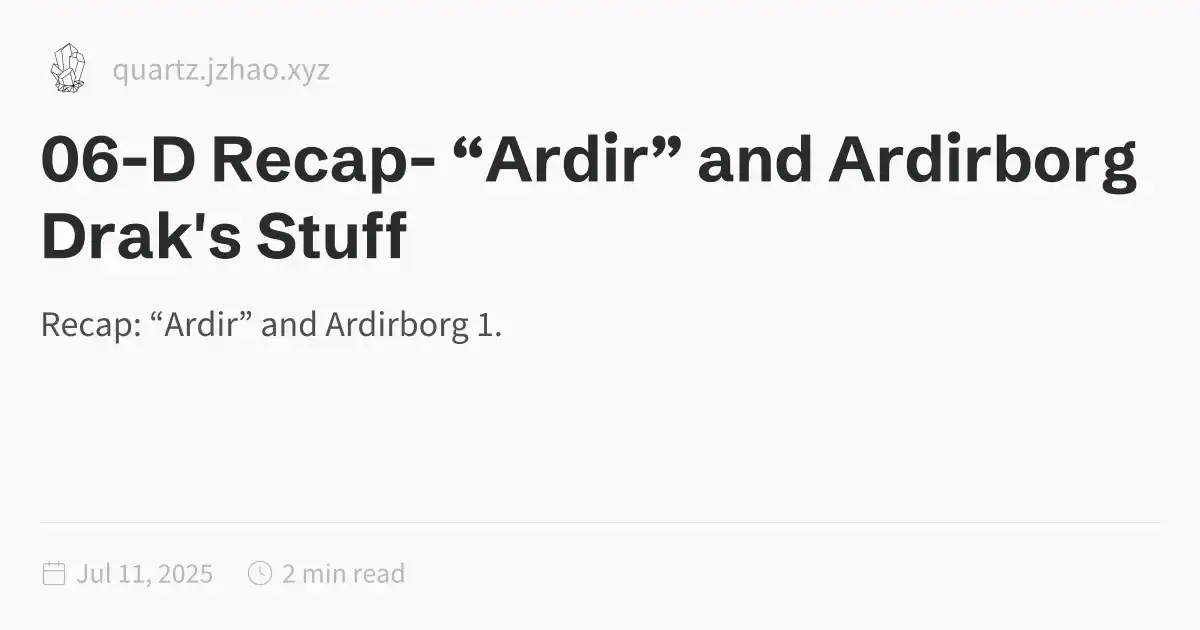 quartz.jzhao.xyz
06-D Recap- “Ardir” and Ardirborg
Drak's Stuff
Recap: “Ardir” and Ardirborg 1.
Jul 11, 2025 2 min read